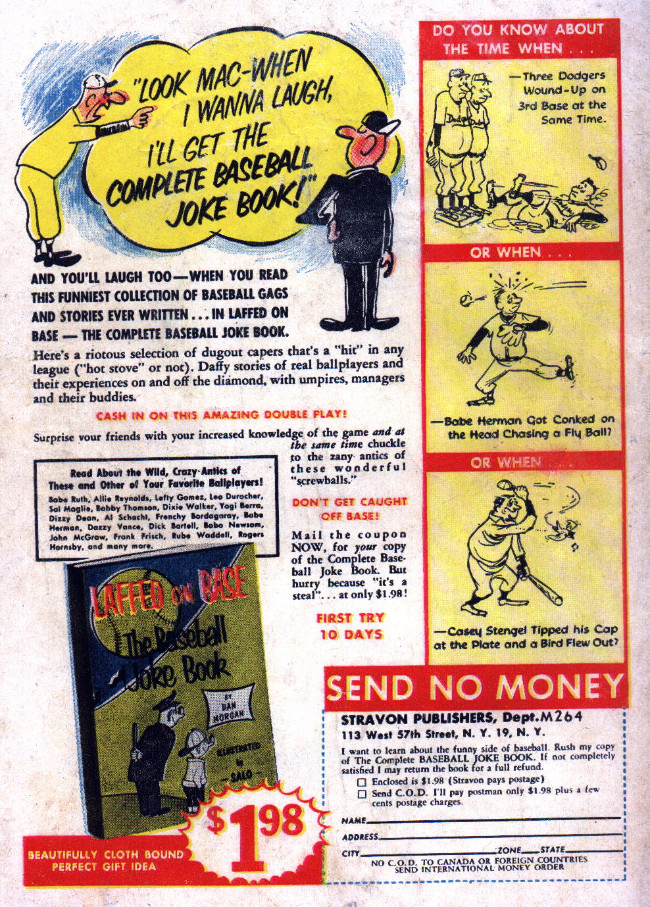 "LOOK MAC-WHEN
I WANNA LAUGH,
I'LL GET THE
COMPLETE BASEBALL
JOKE BOOK!"
AND YOU'LL LAUGH TOO — WHEN YOU READ
THIS FUNNIEST COLLECTION OF BASEBALL GAGS
AND STORIES EVER WRITTEN . . . IN LAFFED ON
BASE — THE COMPLETE BASEBALL JOKE BOOK.
Here's a riotous selection of dugout capers that's a "hit" in any
league ("hot stove" or not). Daffy stories of real ballplayers and
their experiences on and off the diamond, with umpires, managers
and their buddies.
CASH IN ON THIS AMAZING DOUBLE PLAY!
Surprise your friends with your increased knowledge of the game and at
the same time chuckle
to the zany antics of
these wonderful
"screwballs."
Read About the Wild, Crazy Antics of
These and Other of Your Favorite Ballplayers!
Babe Ruth, Allie Reynolds, Lefty Gomez, Leo Durocher,
Sal Maglie, Bobby Thomson, Dixie Walker, Yogi Berra,
Dizzy Dean, Al Schacht, Frenchy Bordagaray, Babe
Herman, Dazzy Vance, Dick Bartell, Bobo Newsom,
John McGraw, Frank Frisch, Rube Waddell, Rogers
Hornsby, and many more.
DON'T GET CAUGHT
OFF BASE!
Mail the coupon
NOW, for your copy
of the Complete Base-
ball Joke Book. But
hurry because "it's a
steal" . . . at only $1.98!
FIRST TRY
10 DAYS
LAFFED ON BASE
The Baseball
Joke Book
BY
DAN
MORGAN
ILLUSTRATED
by
SALO
$1.98
BEAUTIFULLY CLOTH BOUND
PERFECT GIFT IDEA
DO YOU KNOW ABOUT
THE TIME WHEN . . .
—Three Dodgers
Wound-Up on
3rd Base at the
Same Time.
OR WHEN . . .
—Babe Herman Got Conked on
the Head Chasing a Fly Ball?
OR WHEN . . .
—Casey Stengel Tipped his Cap
at the Plate and a Bird Flew Out?
SEND NO MONEY
STRAVON PUBLISHERS, Dept.M264
113 West 57th Street, N. Y. 19, N. Y.
I want to learn about the funny side of baseball. Rush my copy
of The Complete BASEBALL JOKE BOOK. If not completely
satisfied I may return the book for a full refund.
Enclosed is $1.98 (Stravon pays postage)
Send C.O.D. I'll pay postman only $1.98 plus a few
cents postage charges.
NAME
ADDRESS
CITY ZONE STATE
NO C.O.D. TO CANADA OR FOREIGN COUNTRIES
SEND INTERNATIONAL MONEY ORDER